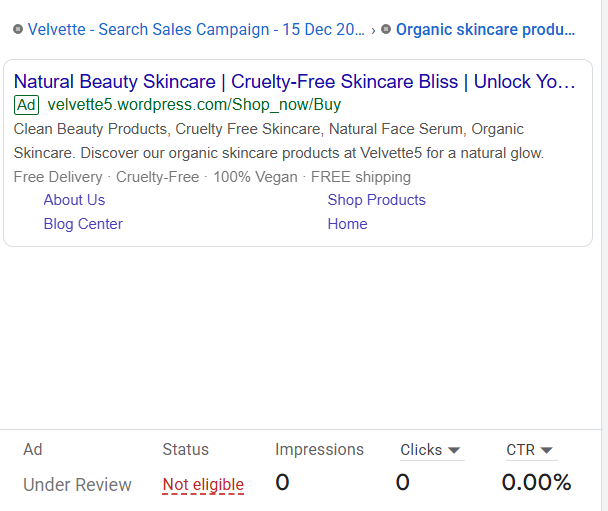 Velvette - Search Sales Campaign - 15 Dec 20... › Organic skincare produ...
Natural Beauty Skincare | Cruelty-Free Skincare Bliss | Unlock Yo...
Ad velvette5.wordpress.com/Shop_now/Buy
Clean Beauty Products, Cruelty Free Skincare, Natural Face Serum, Organic
Skincare. Discover our organic skincare products at Velvette5 for a natural glow.
Free Delivery · Cruelty-Free · 100% Vegan · FREE shipping
About Us Shop Products
Blog Center Home
Ad Status Impressions Clicks CTR
Under Review Not eligible 0 0 0.00%